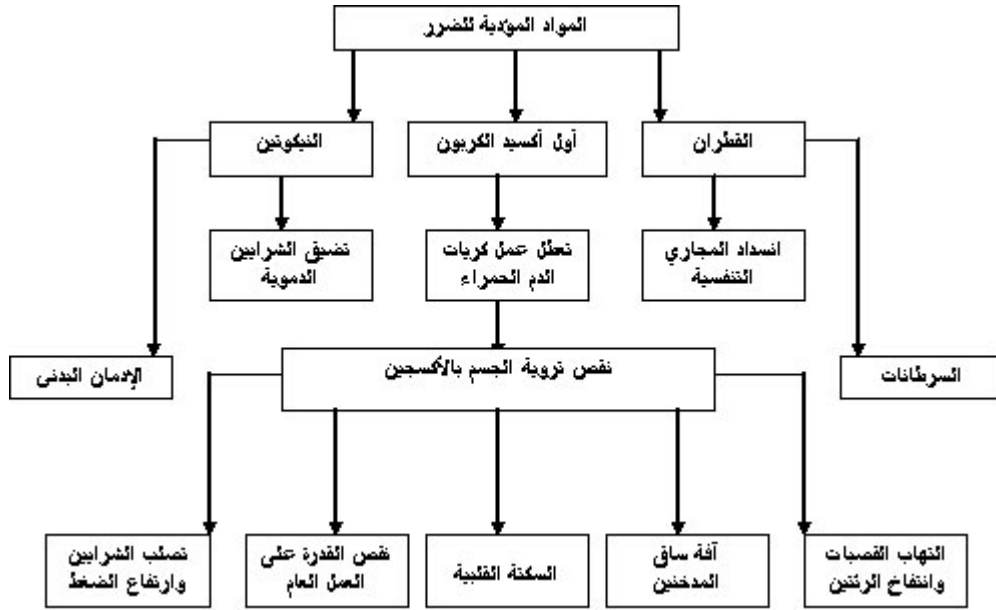 المواد المؤدية للضرر
القطران
أول أكسيد الكربون
النيكوتين
انسداد المجاري
التنفسية
تعطل عمل كريات
الدم الحمراء
تضيق الشرايين
الدموية
السرطانات
نقص تروية الجسم بالأكسجين
الإدمان البدنى
التهاب القصبات
وانتفاخ الرئتين
آفة ساق
المدخنين
السكتة القلبية
نقص القدرة على
العمل العام
تصلب الشرايين
وارتفاع الضغط